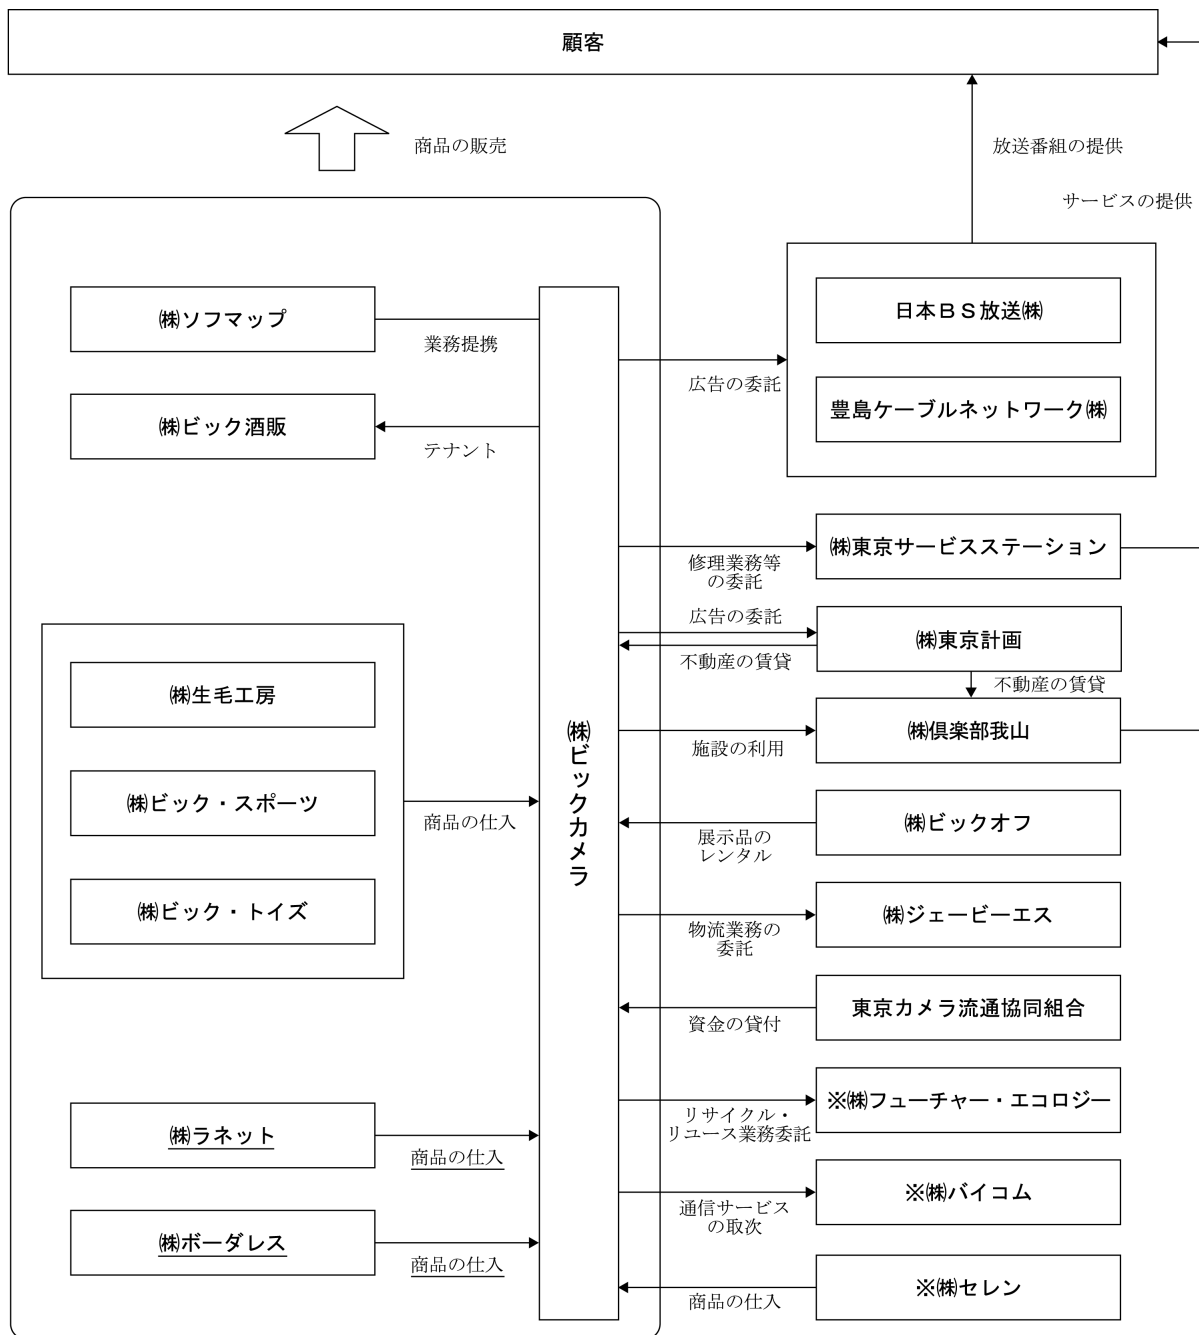 顧客
商品の販売
放送番組の提供
サービスの提供
㈱ソフマップ
業務提携
㈱ビック酒販
テナント
㈱生毛工房
㈱ビック・スポーツ
㈱ビック・トイズ
商品の仕入
㈱ラネット
商品の仕入
㈱ボーダレス
商品の仕入
㈱ビックカメラ
日本BS放送㈱
豊島ケーブルネットワーク㈱
広告の委託
㈱東京サービスステーション
修理業務等
の委託
広告の委託
㈱東京計画
不動産の賃貸
不動産の賃貸
㈱倶楽部我山
施設の利用
㈱ビックオフ
展示品の
レンタル
㈱ジェービーエス
物流業務の
委託
東京カメラ流通協同組合
資金の貸付
※㈱フューチャー・エコロジー
リサイクル・
リユース業務委託
※㈱バイコム
通信サービス
の取次
※㈱セレン
商品の仕入